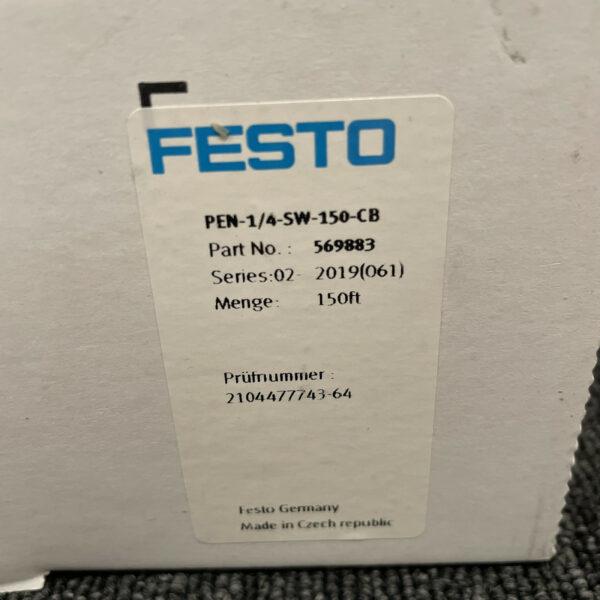 FESTO
PEN-1/4-SW-150-CB
Part No. : 569883
Series:02- 2019(061)
Menge: 150ft
Prüfnummer :
2104477743-64
Festo Germany
Made in Czech republic